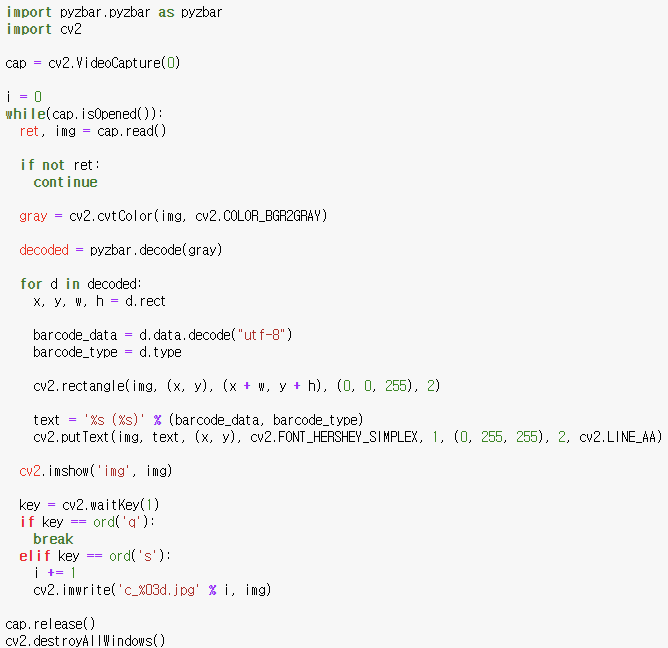 import pyzbar.pyzbar as pyzbar
import cv2

cap = cv2.VideoCapture(0)

i = 0
while(cap.isOpened()):
  ret, img = cap.read()

  if not ret:
    continue

  gray = cv2.cvtColor(img, cv2.COLOR_BGR2GRAY)

  decoded = pyzbar.decode(gray)

  for d in decoded:
    x, y, w, h = d.rect

    barcode_data = d.data.decode("utf-8")
    barcode_type = d.type

    cv2.rectangle(img, (x, y), (x + w, y + h), (0, 0, 255), 2)

    text = '%s (%s)' % (barcode_data, barcode_type)
    cv2.putText(img, text, (x, y), cv2.FONT_HERSHEY_SIMPLEX, 1, (0, 255, 255), 2, cv2.LINE_AA)

  cv2.imshow('img', img)

  key = cv2.waitKey(1)
  if key == ord('q'):
    break
  elif key == ord('s'):
    i += 1
    cv2.imwrite('c_%03d.jpg' % i, img)

cap.release()
cv2.destroyAllWindows()